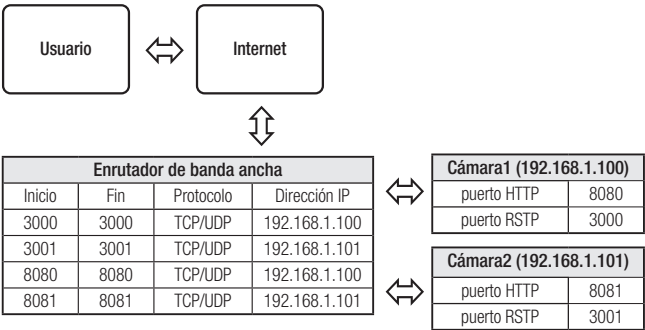 Usuario
Internet
Enrutador de banda ancha
Inicio Fin Protocolo Dirección IP
3000 3000 TCP/UDP 192.168.1.100
3001 3001 TCP/UDP 192.168.1.101
8080 8080 TCP/UDP 192.168.1.100
8081 8081 TCP/UDP 192.168.1.101
Cámara1 (192.168.1.100)
puerto HTTP 8080
puerto RSTP 3000
Cámara2 (192.168.1.101)
puerto HTTP 8081
puerto RSTP 3001